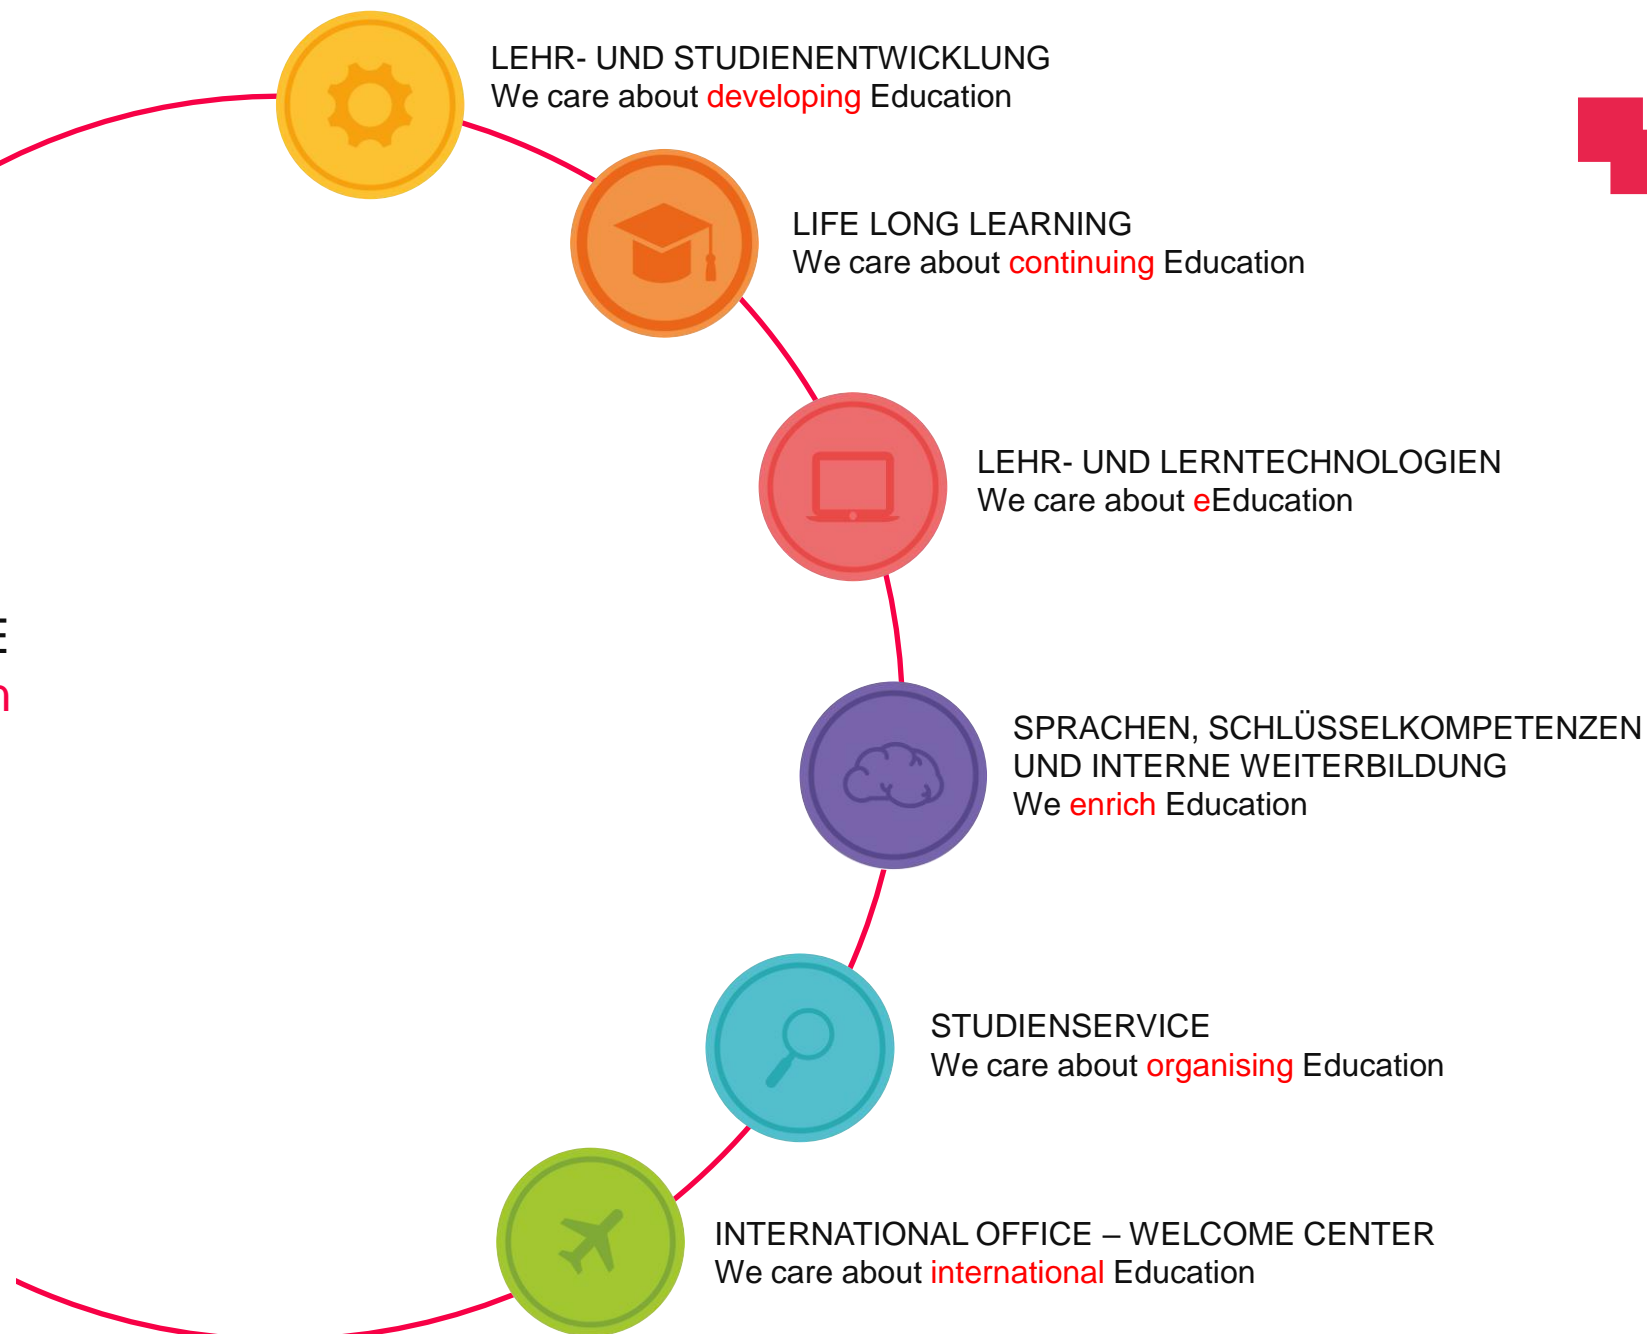 LEHR- UND STUDIENENTWICKLUNG
We care about developing Education
LIFE LONG LEARNING
We care about continuing Education
LEHR- UND LERNTECHNOLOGIEN
We care about eEducation
SPRACHEN, SCHLÜSSELKOMPETENZEN
UND INTERNE WEITERBILDUNG
We enrich Education
STUDIENSERVICE
We care about organising Education
INTERNATIONAL OFFICE – WELCOME CENTER
We care about international Education